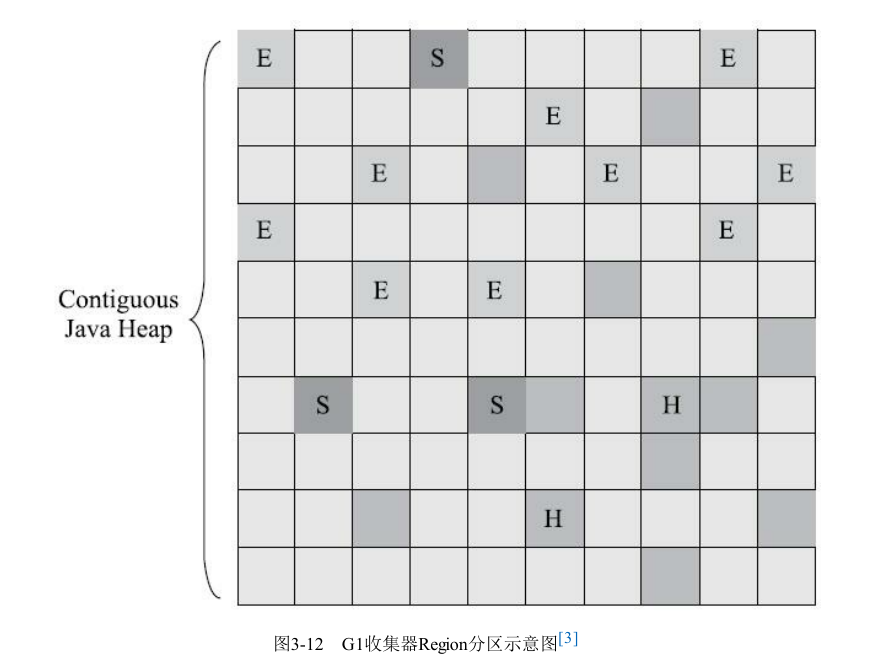 E S E
E
E E E
E E
E E
Contiguous
Java Heap
S S H
H
图3-12 G1收集器Region分区示意图[3]